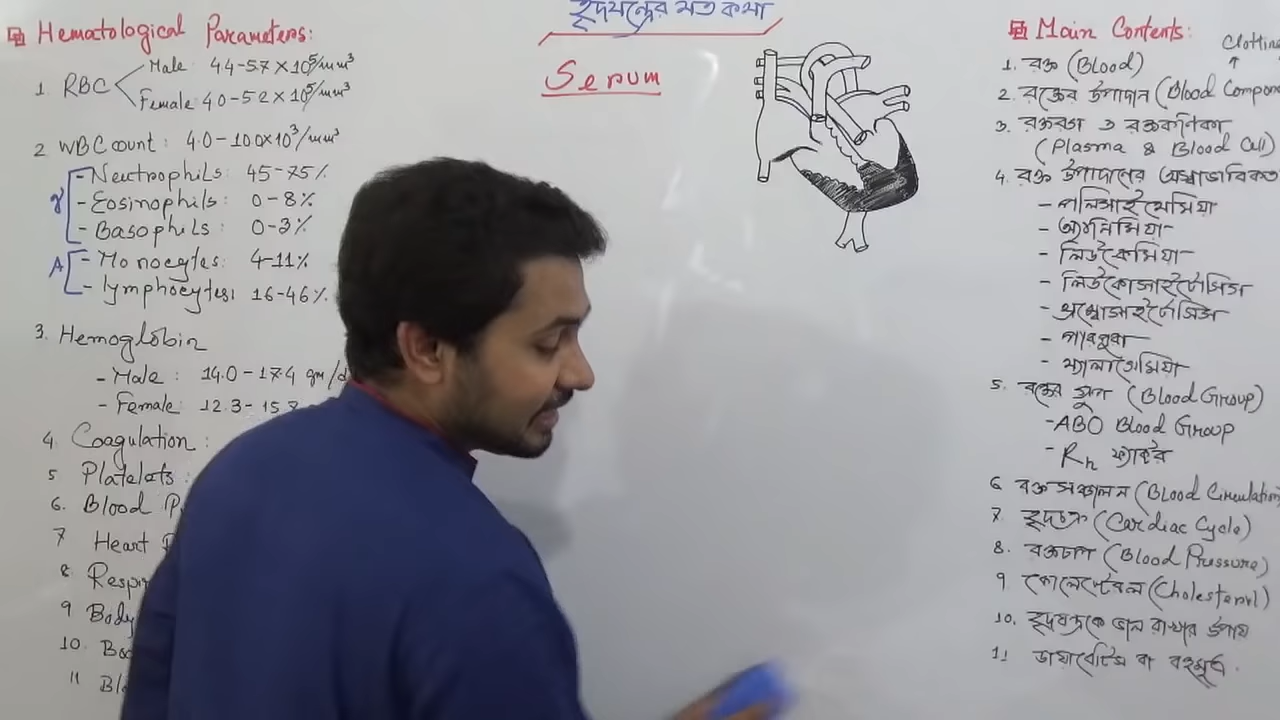 হৃদযন্ত্রের মত কথা
Serum
Hematological Parameters:
1. RBC
Male: 4.4-5.7 × 10⁵/mm³
Female: 4.0-5.2 × 10⁵/mm³
2 WBC count: 4.0-10.0×10³/mm³
γ
- Neutrophils: 45-75%
- Eosinophils: 0-8%
- Basophils: 0-3%
A
- Monocytes: 4-11%
- lymphocytes: 16-46%
3. Hemoglobin
- Male: 14.0-17.4 gm/d
- Female: 12.3-15.
4. Coagulation:
5 Platelets:
6. Blood
7 Heart
8. Respi
9 Body
10.
11
Main Contents:
Clotting
↑
1. রক্ত (Blood)
2. রক্তের উপাদান (Blood Compone
3. রক্তরস ও রক্তকণিকা
(Plasma & Blood Cell)
4. রক্ত উপাদানের অস্বাভাবিকত
- পলিসাইথেমিয়া
- অ্যানিমিয়া
- লিউকেমিয়া
- লিউকোসাইটোসিস
- থ্রম্বোসাইটোসিস
- পারপুরা
- থ্যালাসেমিয়া
5. রক্তের গ্রুপ (Blood Group)
- ABO Blood Group
- Rh ফ্যাক্টর
6 রক্ত সঞ্চালন (Blood Circulation
7. হৃদচক্র (Cardiac Cycle)
8. রক্তচাপ (Blood Pressure)
9. কোলেস্টেরল (Cholesterol)
10. হৃদযন্ত্রকে ভাল রাখার উপায়
11 ডায়াবেটিস বা বহুমূত্র.